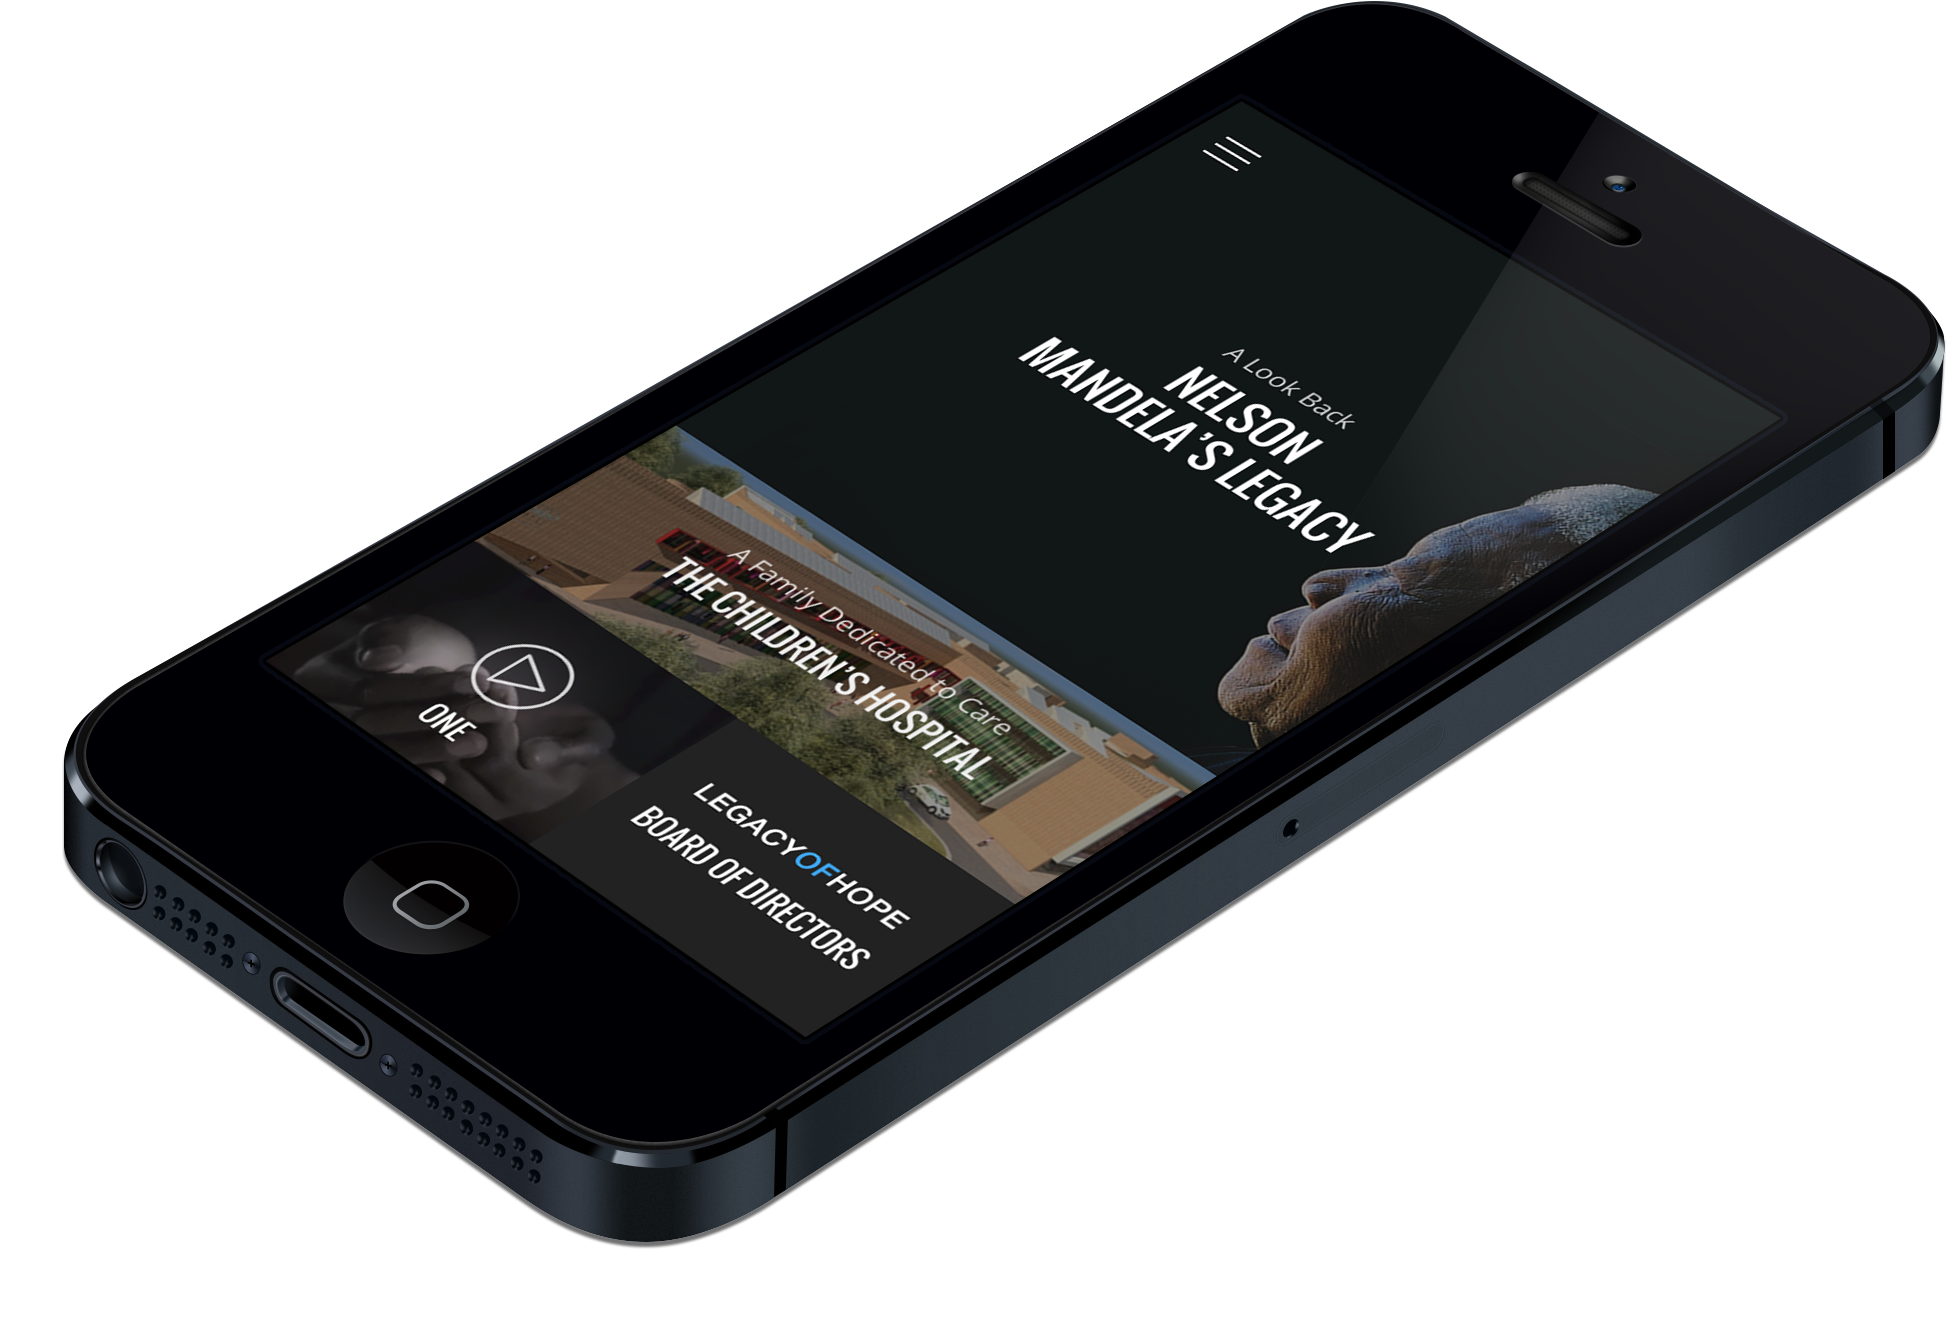 A Look Back
NELSON
MANDELA'S LEGACY
A Family Dedicated to Care
THE CHILDREN'S HOSPITAL
ONE
LEGACYOFHOPE
BOARD OF DIRECTORS